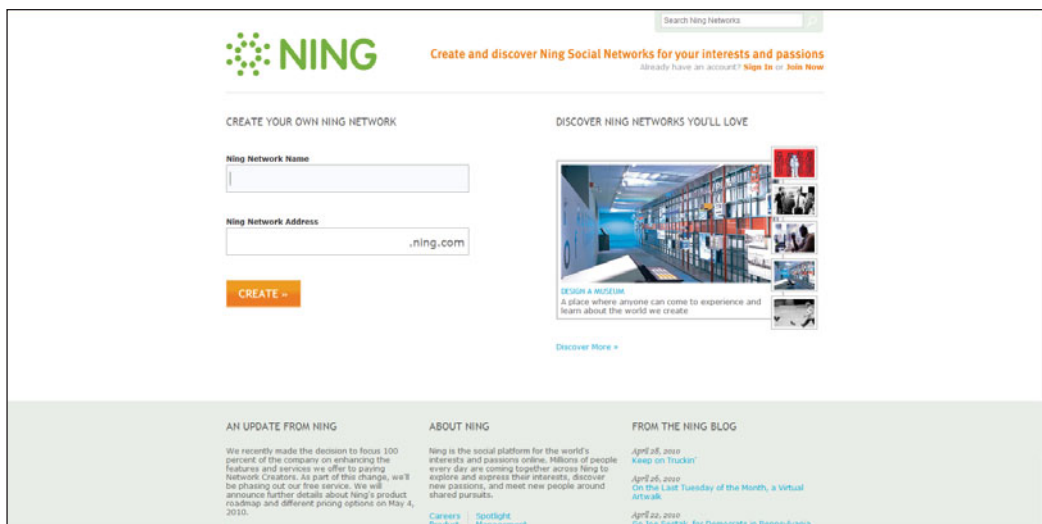 Search Ning Networks
NING
Create and discover Ning Social Networks for your interests and passions
Already have an account? Sign In or Join Now
CREATE YOUR OWN NING NETWORK
Ning Network Name
Ning Network Address
.ning.com
CREATE »
DISCOVER NING NETWORKS YOU'LL LOVE
DESIGN A MUSEUM
A place where anyone can come to experience and
learn about the world we create
Discover More »
AN UPDATE FROM NING
We recently made the decision to focus 100
percent of the company on enhancing the
features and services we offer to paying
Network Creators. As part of this change, we'll
be phasing out our free service. We will
announce further details about Ning's product
roadmap and different pricing options on May 4,
2010.
ABOUT NING
Ning is the social platform for the world's
interests and passions online. Millions of people
every day are coming together across Ning to
explore and express their interests, discover
new passions, and meet new people around
shared pursuits.
Careers | Spotlight
Product | Management
FROM THE NING BLOG
April 28, 2010
Keep on Truckin'
April 26, 2010
On the Last Tuesday of the Month, a Virtual
Artwalk
April 22, 2010
Go Joe Sestak, for Democrats in Pennsylvania